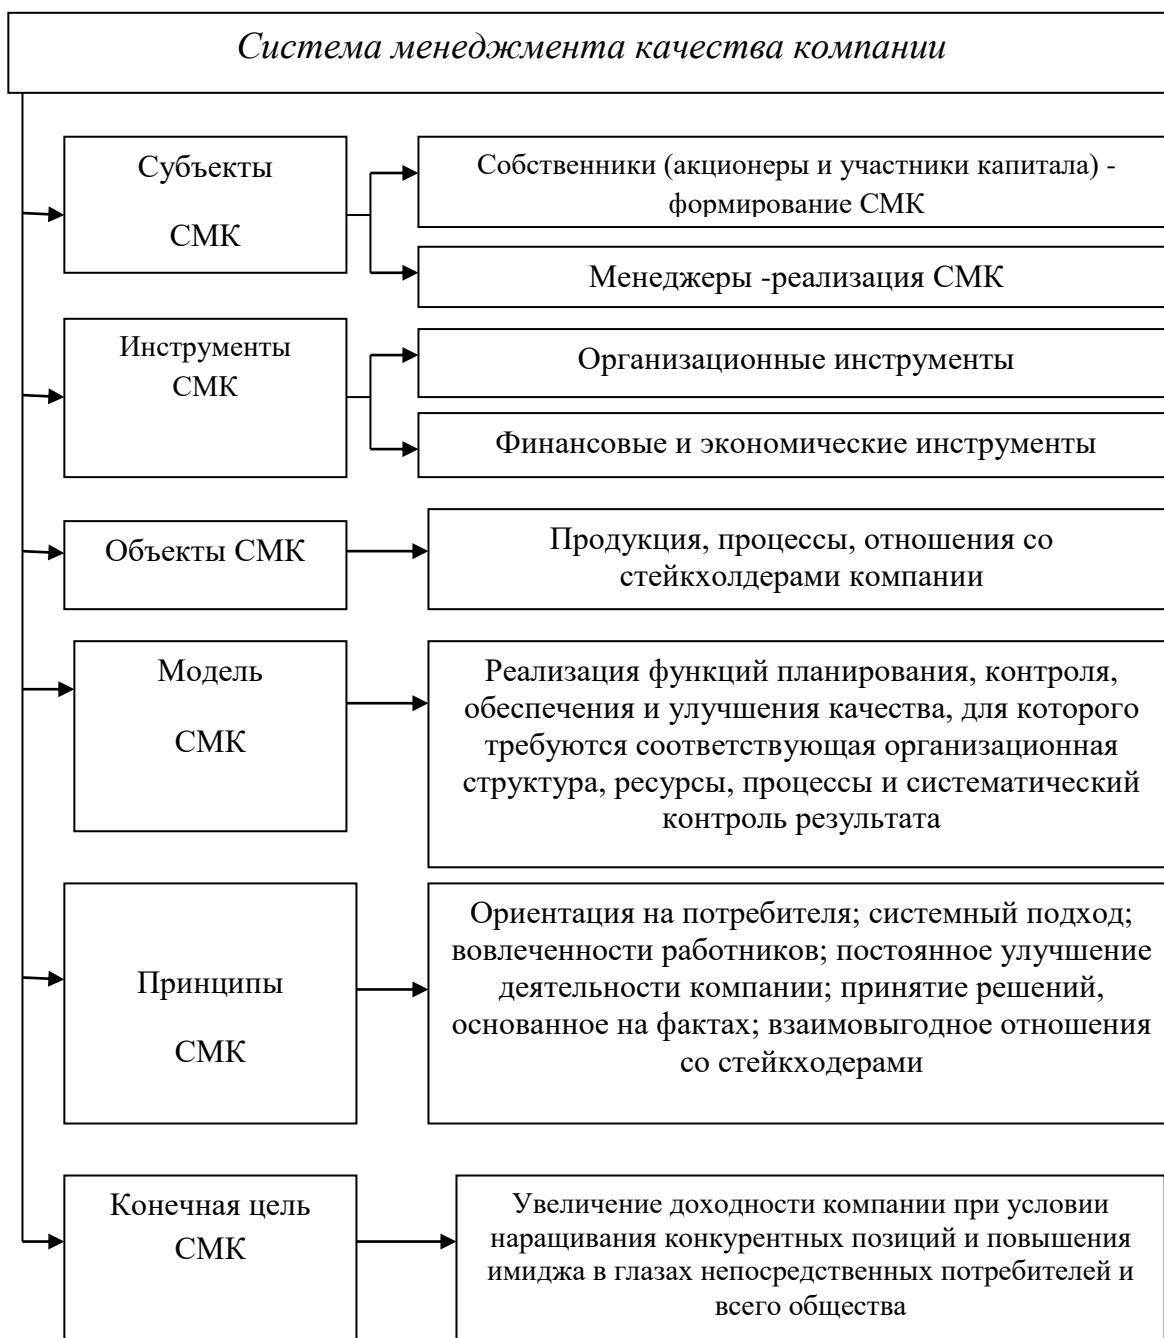 Система менеджмента качества компании
Субъекты
СМК
Собственники (акционеры и участники капитала) -
формирование СМК
Менеджеры -реализация СМК
Инструменты
СМК
Организационные инструменты
Финансовые и экономические инструменты
Объекты СМК
Продукция, процессы, отношения со
стейкхолдерами компании
Модель
СМК
Реализация функций планирования, контроля,
обеспечения и улучшения качества, для которого
требуются соответствующая организационная
структура, ресурсы, процессы и систематический
контроль результата
Принципы
СМК
Ориентация на потребителя; системный подход;
вовлеченности работников; постоянное улучшение
деятельности компании; принятие решений,
основанное на фактах; взаимовыгодное отношения
со стейкходерами
Конечная цель
СМК
Увеличение доходности компании при условии
наращивания конкурентных позиций и повышения
имиджа в глазах непосредственных потребителей и
всего общества